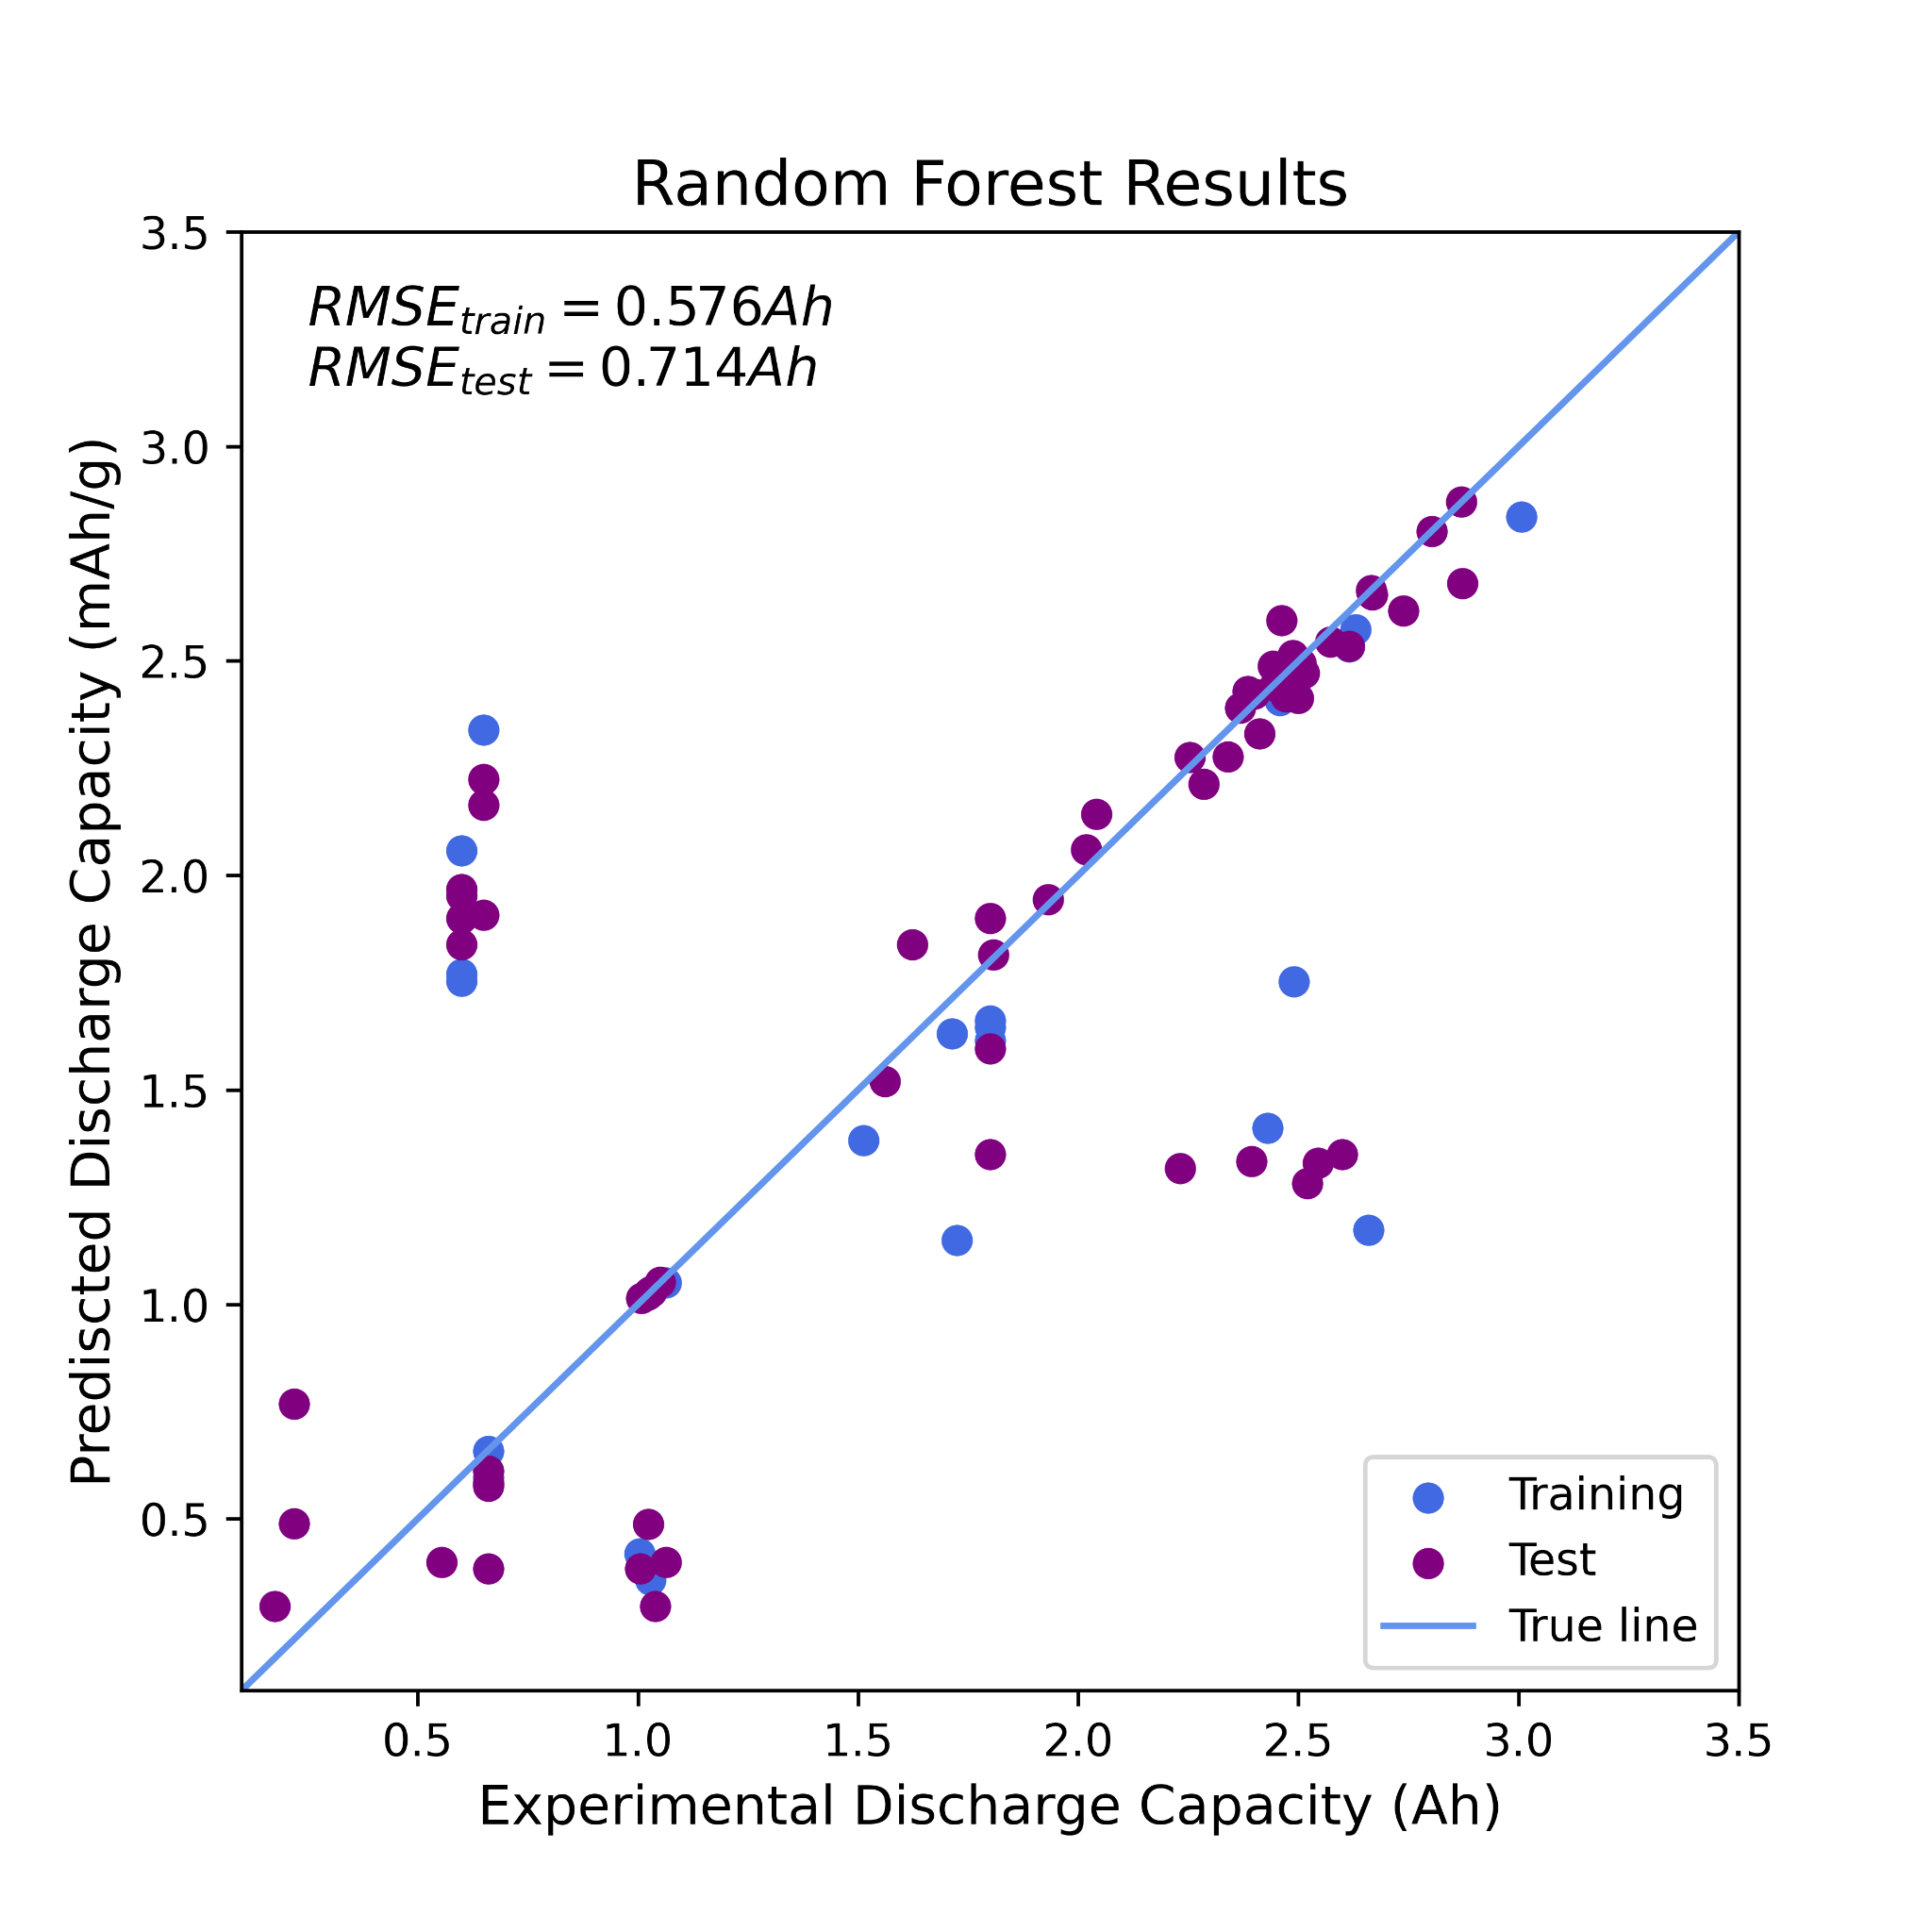 Random Forest Results
RMSE_train = 0.576Ah
RMSE_test = 0.714Ah
Prediscted Discharge Capacity (mAh/g)
3.5
3.0
2.5
2.0
1.5
1.0
0.5
0.5 1.0 1.5 2.0 2.5 3.0 3.5
Experimental Discharge Capacity (Ah)
Training
Test
True line